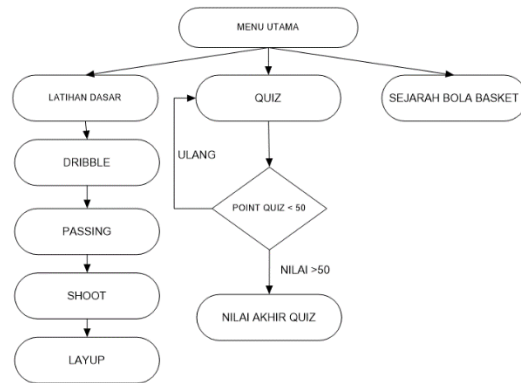 MENU UTAMA
LATIHAN DASAR
QUIZ
SEJARAH BOLA BASKET
ULANG
DRIBBLE
POINT QUIZ < 50
PASSING
NILAI >50
SHOOT
NILAI AKHIR QUIZ
LAYUP